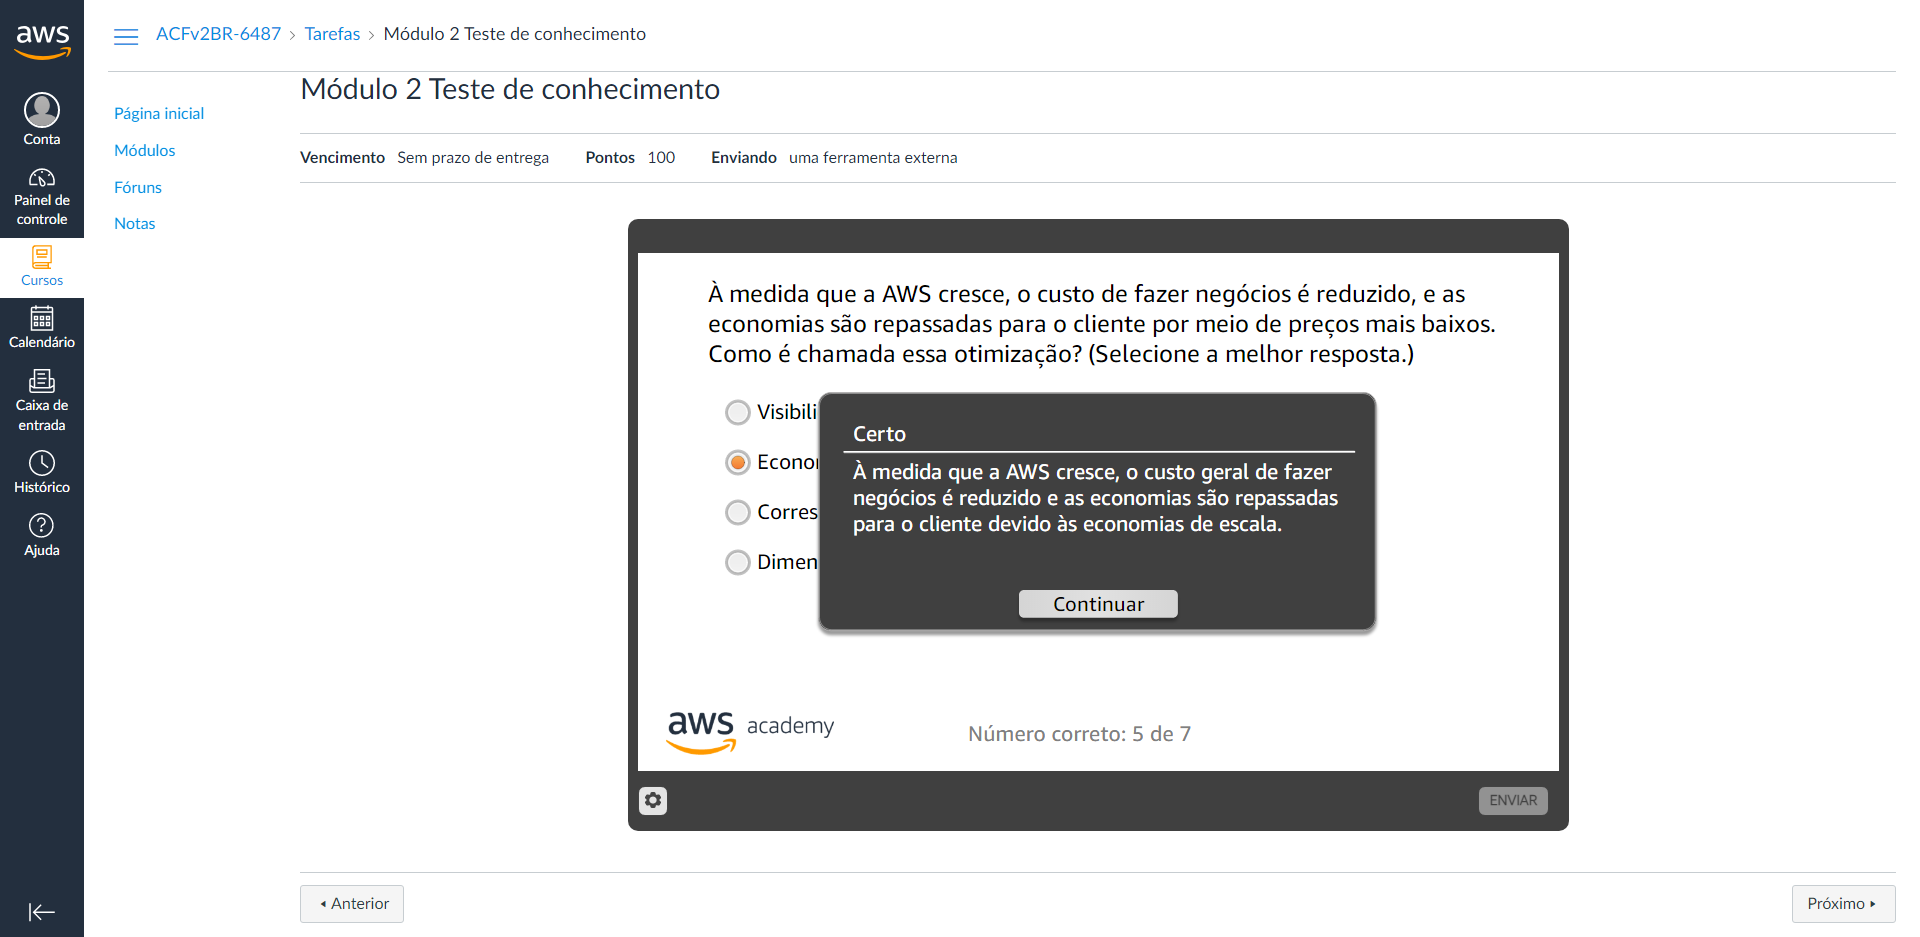 aws
Conta
Painel de
controle
Cursos
Calendário
Caixa de
entrada
Histórico
Ajuda
ACFv2BR-6487 › Tarefas › Módulo 2 Teste de conhecimento
Página inicial
Módulos
Fóruns
Notas
Módulo 2 Teste de conhecimento
Vencimento Sem prazo de entrega Pontos 100 Enviando uma ferramenta externa
À medida que a AWS cresce, o custo de fazer negócios é reduzido, e as
economias são repassadas para o cliente por meio de preços mais baixos.
Como é chamada essa otimização? (Selecione a melhor resposta.)
Visibili
Econo
Corres
Dimen
Certo
À medida que a AWS cresce, o custo geral de fazer
negócios é reduzido e as economias são repassadas
para o cliente devido às economias de escala.
Continuar
aws academy
Número correto: 5 de 7
ENVIAR
Anterior
Próximo